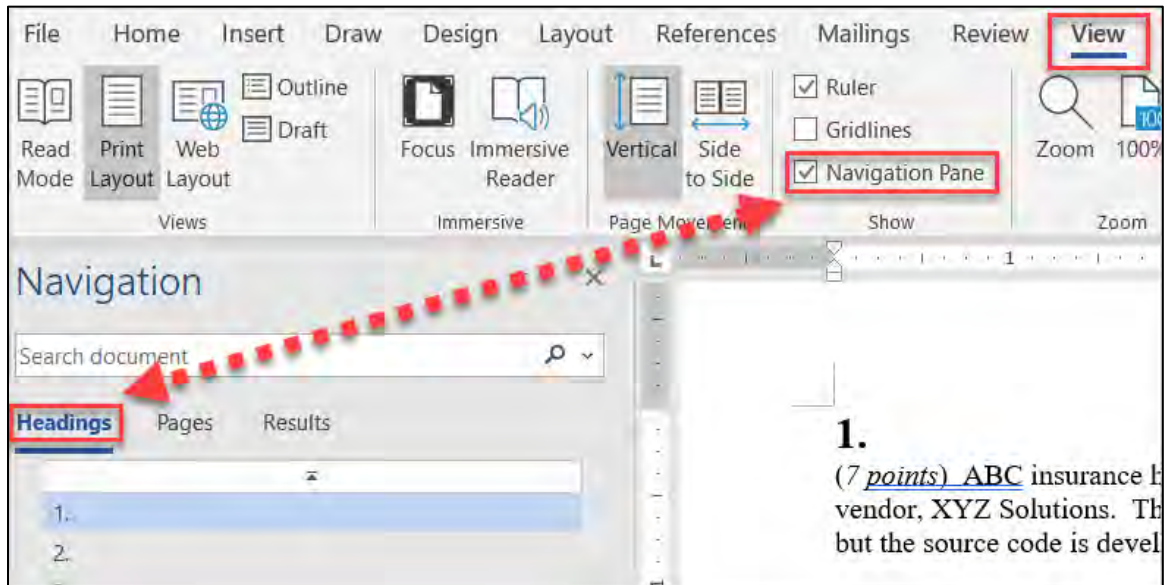 File Home Insert Draw Design Layout References Mailings Review View
Read Mode
Print Layout
Web Layout
Outline
Draft
Views
Focus
Immersive Reader
Immersive
Vertical
Side to Side
Ruler
Gridlines
Navigation Pane
Show
Zoom
100%
Zoom
Navigation
Search document
Headings Pages Results
1.
2.
L
1
1.
(7 points) ABC insurance
vendor, XYZ Solutions.
but the source code is